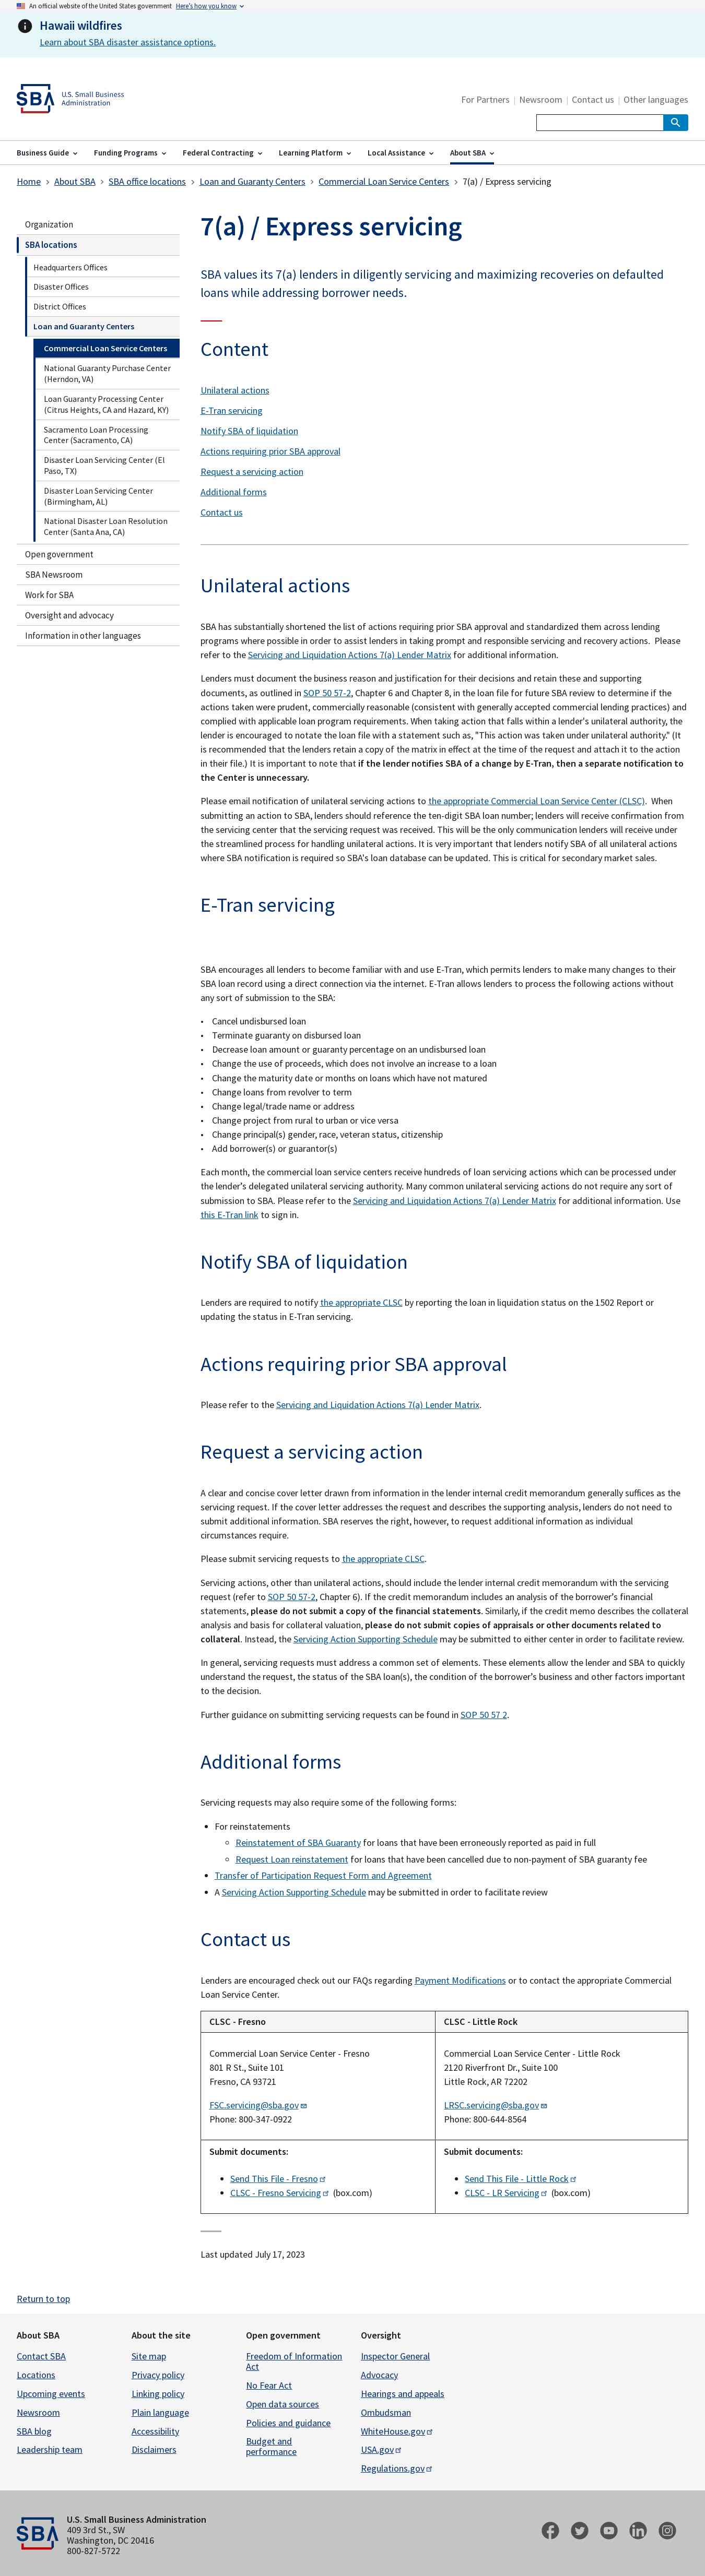 An official website of the United States government Here's how you know
Hawaii wildfires
Learn about SBA disaster assistance options.
SBA
U.S. Small Business
Administration
For Partners
Newsroom
Contact us
Other languages
Business Guide
Funding Programs
Federal Contracting
Learning Platform
Local Assistance
About SBA
Home
About SBA
SBA office locations
Loan and Guaranty Centers
Commercial Loan Service Centers
7(a) / Express servicing
Organization
SBA locations
Headquarters Offices
Disaster Offices
District Offices
Loan and Guaranty Centers
Commercial Loan Service Centers
National Guaranty Purchase Center
(Herndon, VA)
Loan Guaranty Processing Center
(Citrus Heights, CA and Hazard, KY)
Sacramento Loan Processing
Center (Sacramento, CA)
Disaster Loan Servicing Center (El
Paso, TX)
Disaster Loan Servicing Center
(Birmingham, AL)
National Disaster Loan Resolution
Center (Santa Ana, CA)
Open government
SBA Newsroom
Work for SBA
Oversight and advocacy
Information in other languages
7(a) / Express servicing
SBA values its 7(a) lenders in diligently servicing and maximizing recoveries on defaulted
loans while addressing borrower needs.
Content
Unilateral actions
E-Tran servicing
Notify SBA of liquidation
Actions requiring prior SBA approval
Request a servicing action
Additional forms
Contact us
Unilateral actions
SBA has substantially shortened the list of actions requiring prior SBA approval and standardized them across lending
programs where possible in order to assist lenders in taking prompt and responsible servicing and recovery actions. Please
refer to the Servicing and Liquidation Actions 7(a) Lender Matrix for additional information.
Lenders must document the business reason and justification for their decisions and retain these and supporting
documents, as outlined in SOP 50 57-2, Chapter 6 and Chapter 8, in the loan file for future SBA review to determine if the
actions taken were prudent, commercially reasonable (consistent with generally accepted commercial lending practices) and
complied with applicable loan program requirements. When taking action that falls within a lender's unilateral authority, the
lender is encouraged to notate the loan file with a statement such as, "This action was taken under unilateral authority." (It
is recommended that the lenders retain a copy of the matrix in effect at the time of the request and attach it to the action
in their file.) It is important to note that if the lender notifies SBA of a change by E-Tran, then a separate notification to
the Center is unnecessary.
Please email notification of unilateral servicing actions to the appropriate Commercial Loan Service Center (CLSC). When
submitting an action to SBA, lenders should reference the ten-digit SBA loan number; lenders will receive confirmation from
the servicing center that the servicing request was received. This will be the only communication lenders will receive under
the streamlined process for handling unilateral actions. It is very important that lenders notify SBA of all unilateral actions
where SBA notification is required so SBA's loan database can be updated. This is critical for secondary market sales.
E-Tran servicing
SBA encourages all lenders to become familiar with and use E-Tran, which permits lenders to make many changes to their
SBA loan record using a direct connection via the internet. E-Tran allows lenders to process the following actions without
any sort of submission to the SBA:
• Cancel undisbursed loan
• Terminate guaranty on disbursed loan
• Decrease loan amount or guaranty percentage on an undisbursed loan
• Change the use of proceeds, which does not involve an increase to a loan
• Change the maturity date or months on loans which have not matured
• Change loans from revolver to term
• Change legal/trade name or address
• Change project from rural to urban or vice versa
• Change principal(s) gender, race, veteran status, citizenship
• Add borrower(s) or guarantor(s)
Each month, the commercial loan service centers receive hundreds of loan servicing actions which can be processed under
the lender's delegated unilateral servicing authority. Many common unilateral servicing actions do not require any sort of
submission to SBA. Please refer to the Servicing and Liquidation Actions 7(a) Lender Matrix for additional information. Use
this E-Tran link to sign in.
Notify SBA of liquidation
Lenders are required to notify the appropriate CLSC by reporting the loan in liquidation status on the 1502 Report or
updating the status in E-Tran servicing.
Actions requiring prior SBA approval
Please refer to the Servicing and Liquidation Actions 7(a) Lender Matrix.
Request a servicing action
A clear and concise cover letter drawn from information in the lender internal credit memorandum generally suffices as the
servicing request. If the cover letter addresses the request and describes the supporting analysis, lenders do not need to
submit additional information. SBA reserves the right, however, to request additional information as individual
circumstances require.
Please submit servicing requests to the appropriate CLSC.
Servicing actions, other than unilateral actions, should include the lender internal credit memorandum with the servicing
request (refer to SOP 50 57-2, Chapter 6). If the credit memorandum includes an analysis of the borrower's financial
statements, please do not submit a copy of the financial statements. Similarly, if the credit memo describes the collateral
analysis and basis for collateral valuation, please do not submit copies of appraisals or other documents related to
collateral. Instead, the Servicing Action Supporting Schedule may be submitted to either center in order to facilitate review.
In general, servicing requests must address a common set of elements. These elements allow the lender and SBA to quickly
understand the request, the status of the SBA loan(s), the condition of the borrower's business and other factors important
to the decision.
Further guidance on submitting servicing requests can be found in SOP 50 57 2.
Additional forms
Servicing requests may also require some of the following forms:
• For reinstatements
◦ Reinstatement of SBA Guaranty for loans that have been erroneously reported as paid in full
◦ Request Loan reinstatement for loans that have been cancelled due to non-payment of SBA guaranty fee
• Transfer of Participation Request Form and Agreement
• A Servicing Action Supporting Schedule may be submitted in order to facilitate review
Contact us
Lenders are encouraged check out our FAQs regarding Payment Modifications or to contact the appropriate Commercial
Loan Service Center.
CLSC - Fresno
CLSC - Little Rock
Commercial Loan Service Center - Fresno
801 R St., Suite 101
Fresno, CA 93721
FSC.servicing@sba.gov
Phone: 800-347-0922
Commercial Loan Service Center - Little Rock
2120 Riverfront Dr., Suite 100
Little Rock, AR 72202
LRSC.servicing@sba.gov
Phone: 800-644-8564
Submit documents:
• Send This File - Fresno
• CLSC - Fresno Servicing (box.com)
Submit documents:
• Send This File - Little Rock
• CLSC - LR Servicing (box.com)
Last updated July 17, 2023
Return to top
About SBA
Contact SBA
Locations
Upcoming events
Newsroom
SBA blog
Leadership team
About the site
Site map
Privacy policy
Linking policy
Plain language
Accessibility
Disclaimers
Open government
Freedom of Information
Act
No Fear Act
Open data sources
Policies and guidance
Budget and
performance
Oversight
Inspector General
Advocacy
Hearings and appeals
Ombudsman
WhiteHouse.gov
USA.gov
Regulations.gov
SBA
U.S. Small Business Administration
409 3rd St., SW
Washington, DC 20416
800-827-5722